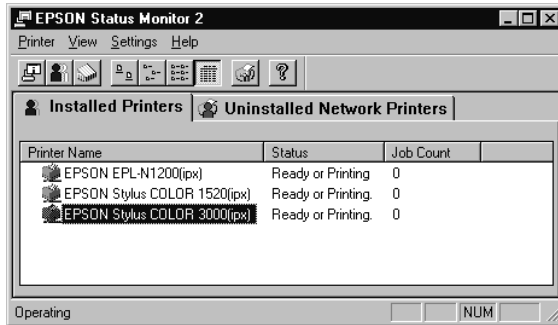 EPSON Status Monitor 2
Printer View Settings Help
Installed Printers Uninstalled Network Printers
Printer Name Status Job Count
EPSON EPL-N1200(ipx) Ready or Printing 0
EPSON Stylus COLOR 1520(ipx) Ready or Printing. 0
EPSON Stylus COLOR 3000(ipx) Ready or Printing. 0
Operating NUM